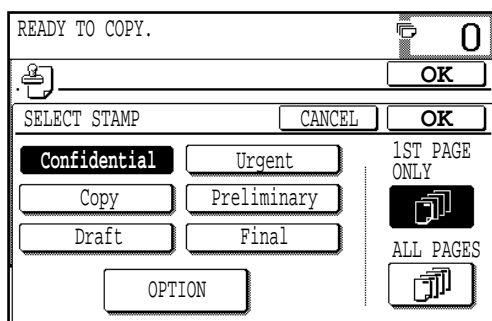 READY TO COPY.
0
OK
SELECT STAMP
CANCEL
OK
Confidential
Urgent
1ST PAGE
ONLY
Copy
Preliminary
Draft
Final
ALL PAGES
OPTION